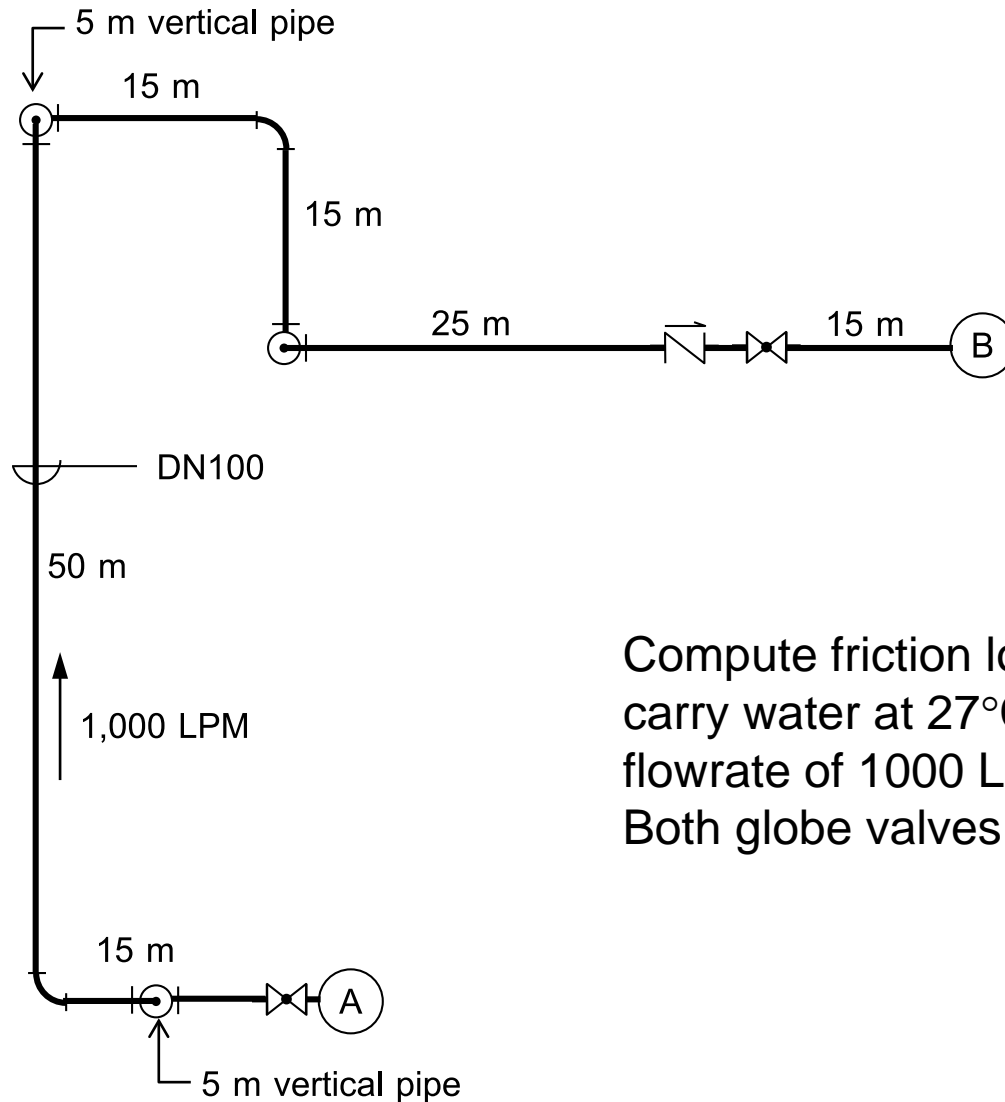 5 m vertical pipe
15 m
15 m
25 m
15 m
B
DN100
50 m
1,000 LPM
Compute friction lo
carry water at 27°
flowrate of 1000 L
Both globe valves
15 m
A
5 m vertical pipe